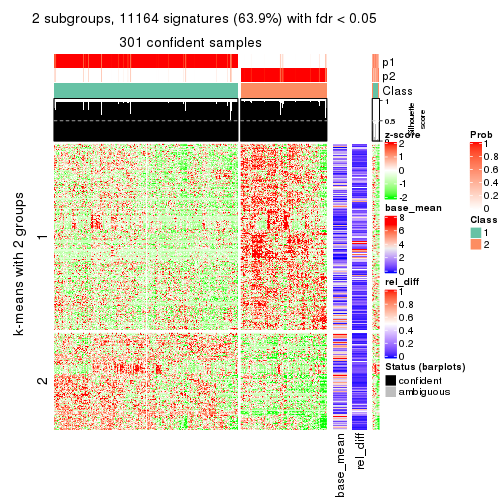 2 subgroups, 11164 signatures (63.9%) with fdr < 0.05
301 confident samples
p1
p2
Class
1
0.5
0
Silhouette
score
k-means with 2 groups
1
2
base_mean
rel_diff
z-score
2
1
0
-1
-2
base_mean
8
6
4
2
0
rel_diff
1
0.8
0.6
0.4
0.2
0
Status (barplots)
confident
ambiguous
Prob
1
0.8
0.6
0.4
0.2
0
Class
1
2